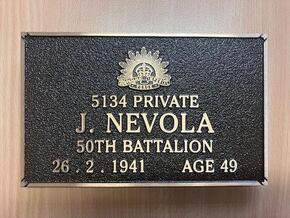 5134 PRIVATE
J. NEVOLA
50TH BATTALION
26 . 2 . 1941 AGE 49